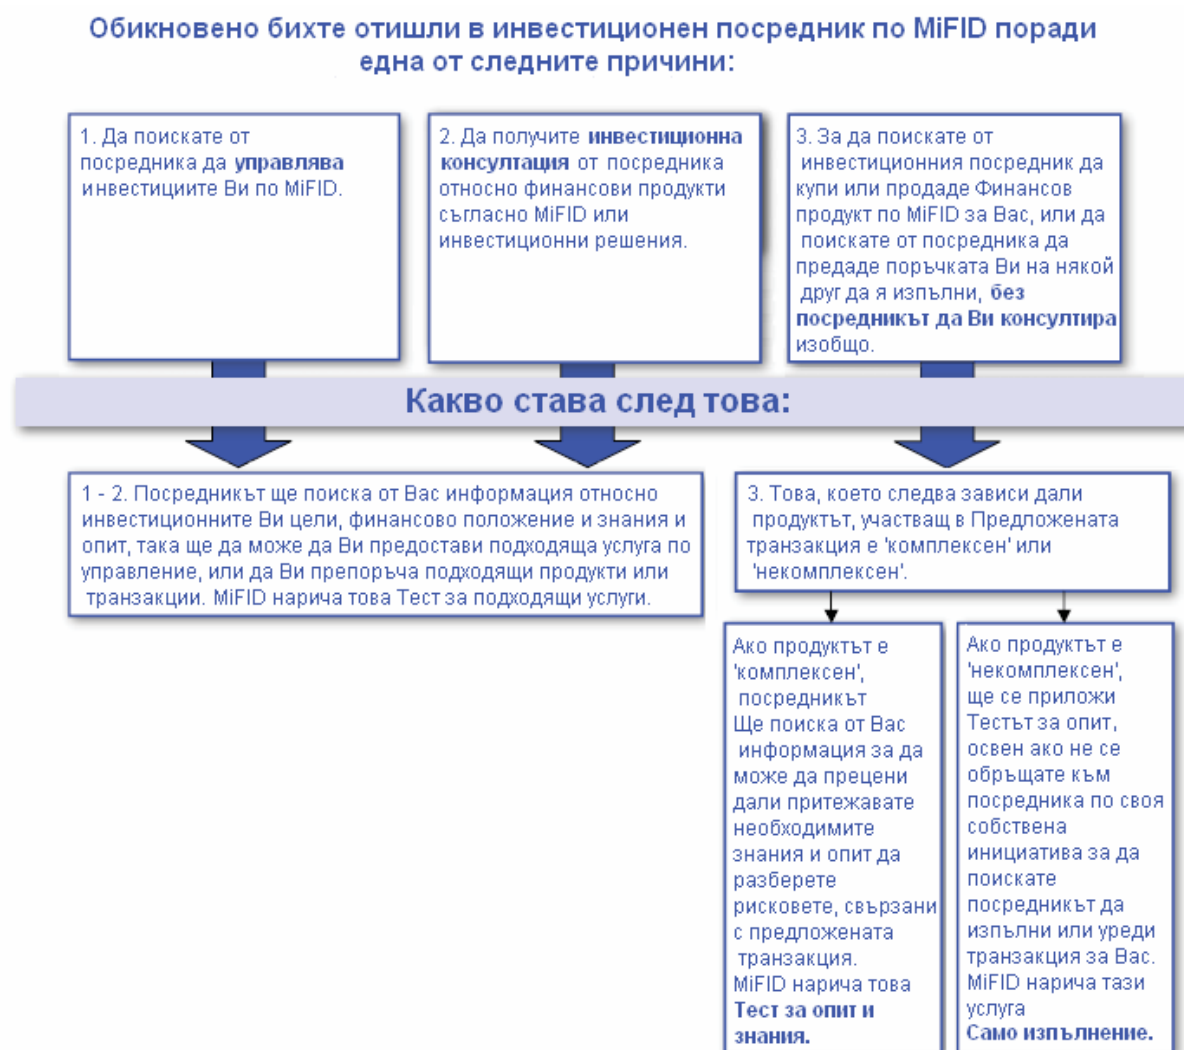 Обикновено бихте отишли в инвестиционен посредник по MiFID поради
една от следните причини:
1. Да поискате от
посредника да управлява
инвестициите Ви по MiFID.
2. Да получите инвестиционна
консултация от посредника
относно финансови продукти
съгласно MiFID или
инвестиционни решения.
3. За да поискате от
инвестиционния посредник да
купи или продаде Финансов
продукт по MiFID за Вас, или да
поискате от посредника да
предаде поръчката Ви на някой
друг да я изпълни, без
посредникът да Ви консултира
изобщо.
Какво става след това:
1 - 2. Посредникът ще поиска от Вас информация относно
инвестиционните Ви цели, финансово положение и знания и
опит, така ще да може да Ви предостави подходяща услуга по
управление, или да Ви препоръча подходящи продукти или
транзакции. MiFID нарича това Тест за подходящи услуги.
3. Това, което следва зависи дали
продуктът, участващ в Предложената
транзакция е 'комплексен' или
'некомплексен'.
Ако продуктът е
'комплексен',
посредникът
Ще поиска от Вас
информация за да
може да прецени
дали притежавате
необходимите
знания и опит да
разберете
рисковете, свързани
с предложената
транзакция.
MiFID нарича това
Тест за опит и
знания.
Ако продуктът е
'некомплексен',
ще се приложи
Тестът за опит,
освен ако не се
обръщате към
посредника по своя
собствена
инициатива за да
поискате
посредникът да
изпълни или уреди
транзакция за Вас.
MiFID нарича тази
услуга
Само изпълнение.